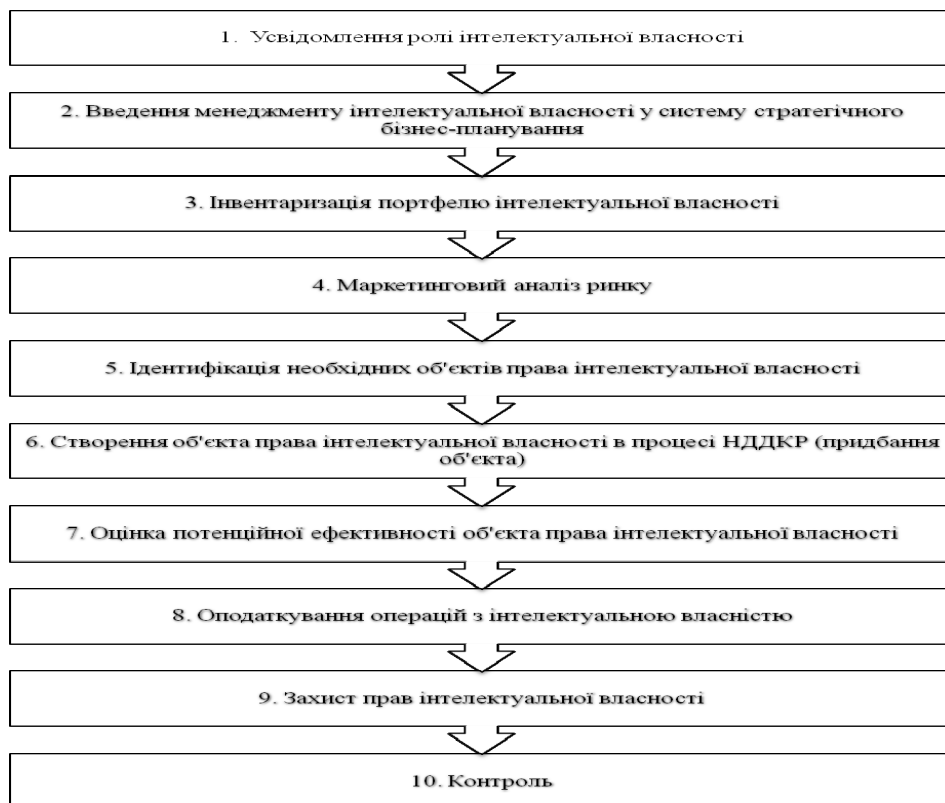 1. Усвідомлення ролі інтелектуальної власності
2. Введення менеджменту інтелектуальної власності у систему стратегічного
бізнес-планування
3. Інвентаризація портфелю інтелектуальної власності
4. Маркетинговий аналіз ринку
5. Ідентифікація необхідних об'єктів права інтелектуальної власності
6. Створення об'єкта права інтелектуальної власності в процесі НДДКР (придбання
об'єкта)
7. Оцінка потенційної ефективності об'єкта права інтелектуальної власності
8. Оподаткування операцій з інтелектуальною власністю
9. Захист прав інтелектуальної власності
10. Контроль